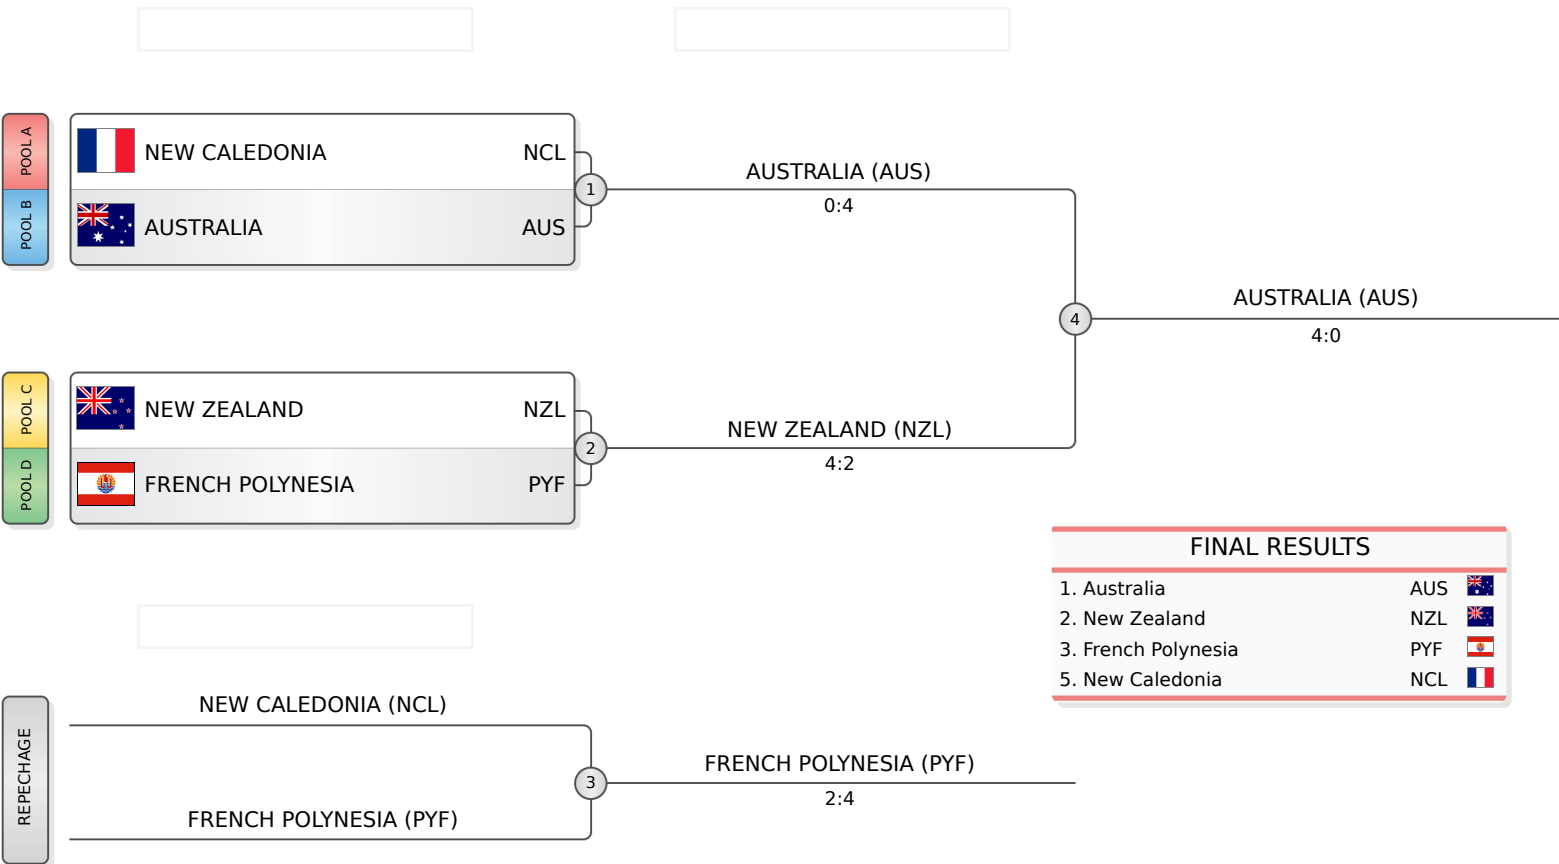 POOL A
NEW CALEDONIA NCL
POOL B
AUSTRALIA AUS
1
AUSTRALIA (AUS)
0:4
POOL C
NEW ZEALAND NZL
POOL D
FRENCH POLYNESIA PYF
2
NEW ZEALAND (NZL)
4:2
4
AUSTRALIA (AUS)
4:0
FINAL RESULTS
1. Australia AUS
2. New Zealand NZL
3. French Polynesia PYF
5. New Caledonia NCL
REPECHAGE
NEW CALEDONIA (NCL)
FRENCH POLYNESIA (PYF)
3
FRENCH POLYNESIA (PYF)
2:4